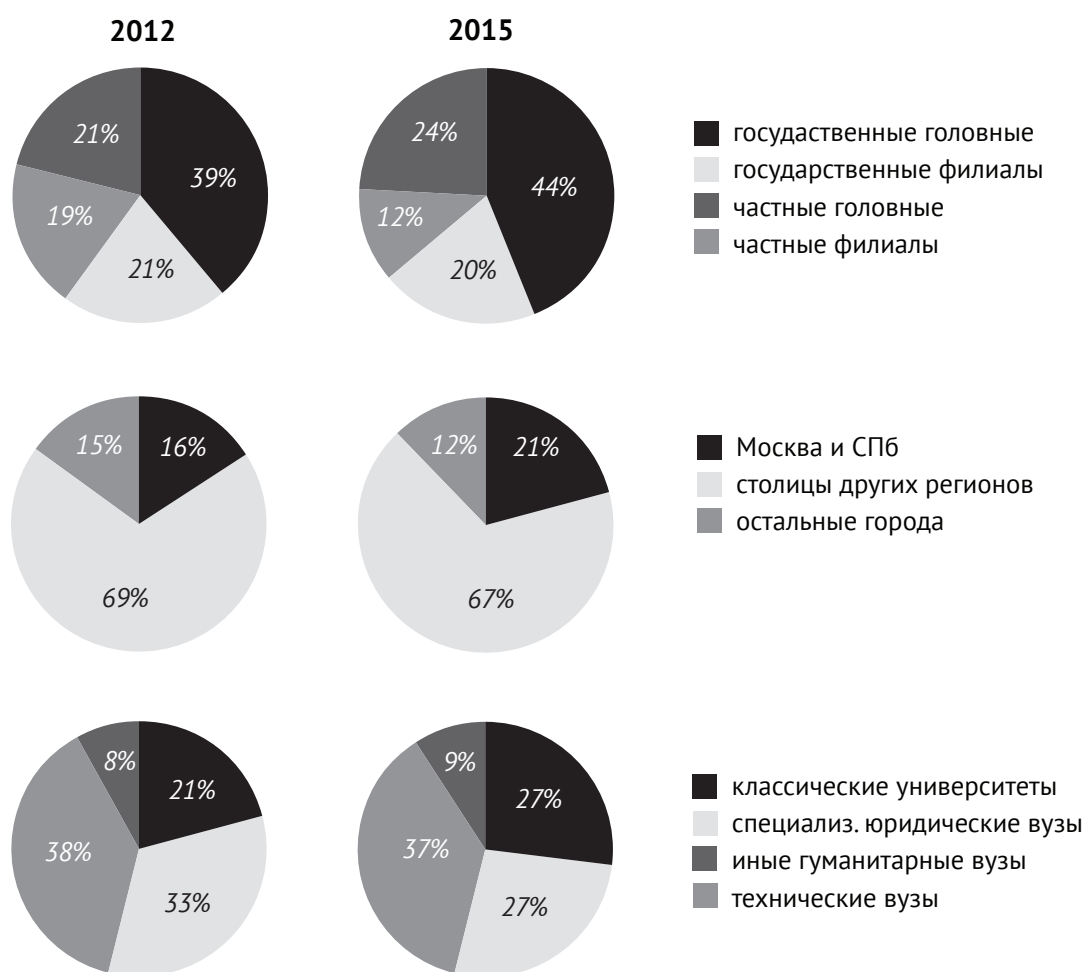 2012 2015
21%
39%
19%
21%
24%
44%
12%
20%
госудаственные головные
государственные филиалы
частные головные
частные филиалы
15%
16%
69%
12%
21%
67%
Москва и СПб
столицы других регионов
остальные города
8%
21%
38%
33%
9%
27%
37%
27%
классические университеты
специализ. юридические вузы
иные гуманитарные вузы
технические вузы